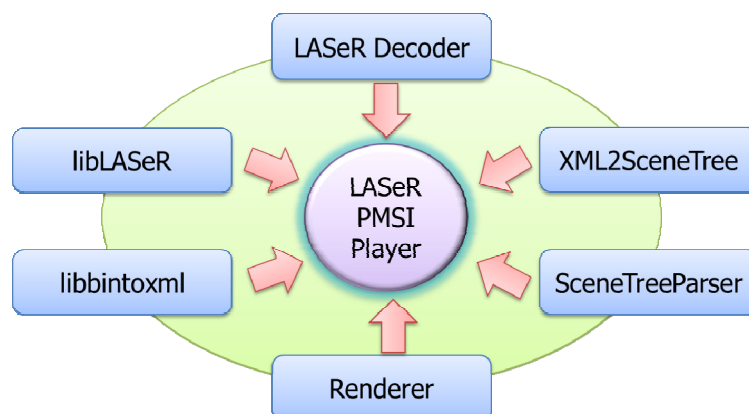 LASeR Decoder
libLASeR
XML2SceneTree
LASeR
PMSI
Player
libbintoxml
SceneTreeParser
Renderer